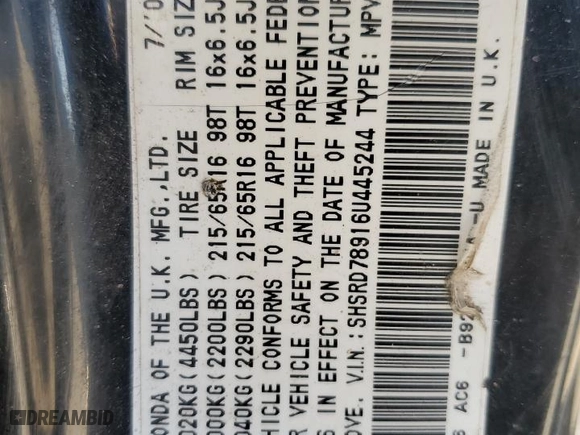 7/'0
ONDA OF THE U.K. MFG.,LTD.
020KG(4450LBS) TIRE SIZE RIM SIZ
000KG(2200LBS) 215/65R16 98T 16x6.5J
040KG(2290LBS) 215/65R16 98T 16x6.5J
HICLE CONFORMS TO ALL APPLICABLE FEDE
R VEHICLE SAFETY AND THEFT PREVENTION
S IN EFFECT ON THE DATE OF MANUFACTUR
OVE. V.I.N.: SHSRD78916U445244 TYPE: MPV
AC6 -B9 -U MADE IN U.K.
DREAMBID